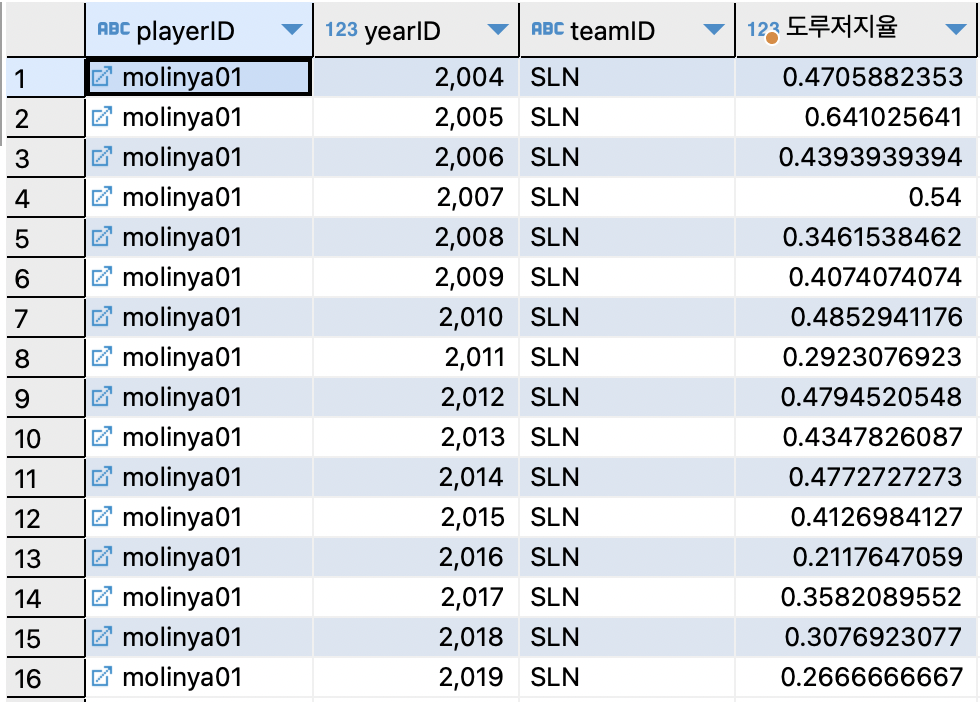 ABC playerID 123 yearID ABC teamID 123 도루저지율
1 molinya01 2,004 SLN 0.4705882353
2 molinya01 2,005 SLN 0.641025641
3 molinya01 2,006 SLN 0.4393939394
4 molinya01 2,007 SLN 0.54
5 molinya01 2,008 SLN 0.3461538462
6 molinya01 2,009 SLN 0.4074074074
7 molinya01 2,010 SLN 0.4852941176
8 molinya01 2,011 SLN 0.2923076923
9 molinya01 2,012 SLN 0.4794520548
10 molinya01 2,013 SLN 0.4347826087
11 molinya01 2,014 SLN 0.4772727273
12 molinya01 2,015 SLN 0.4126984127
13 molinya01 2,016 SLN 0.2117647059
14 molinya01 2,017 SLN 0.3582089552
15 molinya01 2,018 SLN 0.3076923077
16 molinya01 2,019 SLN 0.2666666667